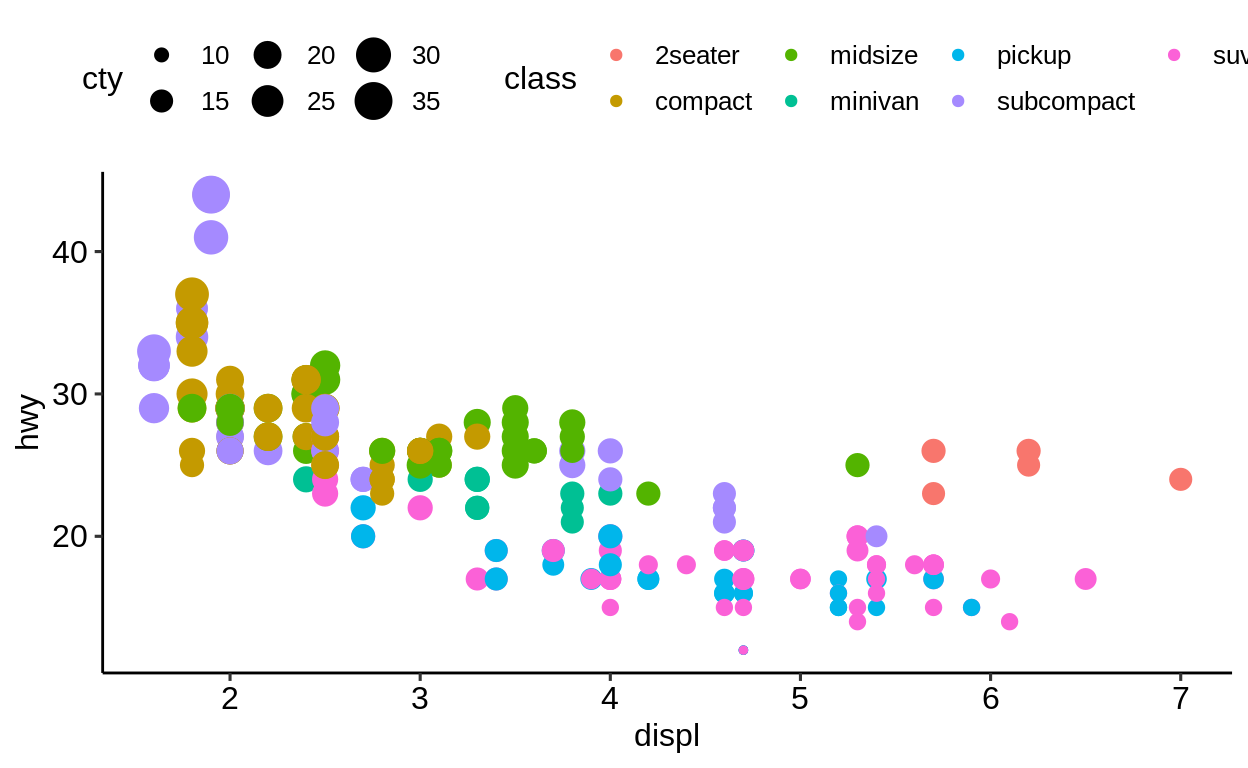 cty 10 20 30 class 2seater midsize pickup suv
15 25 35 compact minivan subcompact
40
30
20
hwy
2 3 4 5 6 7
displ